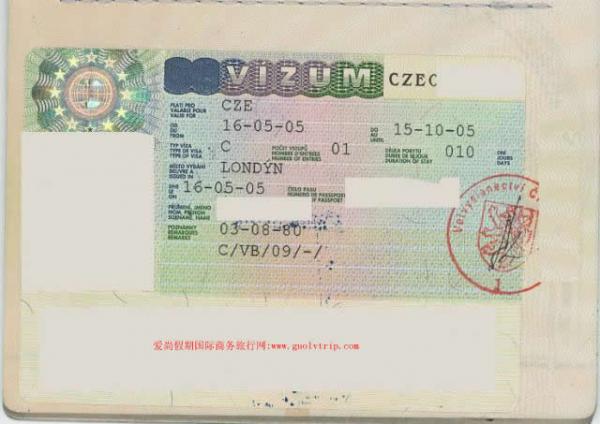 VÍZUM CZEC
PLATÍ PRO
VALABLE POUR
VALID FOR
CZE
OD
DU
FROM
16-05-05
DO
AU
UNTIL
15-10-05
TYP VÍZA
TYPE DE VISA
TYPE OF VISA
C
POČET VSTUPŮ
NOMBRE D'ENTRÉES
NUMBER OF ENTRIES
01
DÉLKA POBYTU
DURÉE DE SÉJOUR
DURATION OF STAY
010
DNÍ
JOURS
DAYS
MÍSTO VYDÁNÍ
DÉLIVRÉ À
ISSUED IN
LONDÝN
DNE
LE
ON
16-05-05
ČÍSLO PASU
NUMÉRO DE PASSEPORT
OF PASSPORT
PŘÍJMENÍ, JMÉNO
NOM, PRÉNOM
SURNAME, NAME
POZNÁMKY
REMARQUES
REMARKS
03-08-80
C/VB/09/-/
Velvyslanectví Č
1
爱尚假期国际商务旅行网:www.guolvtrip.com